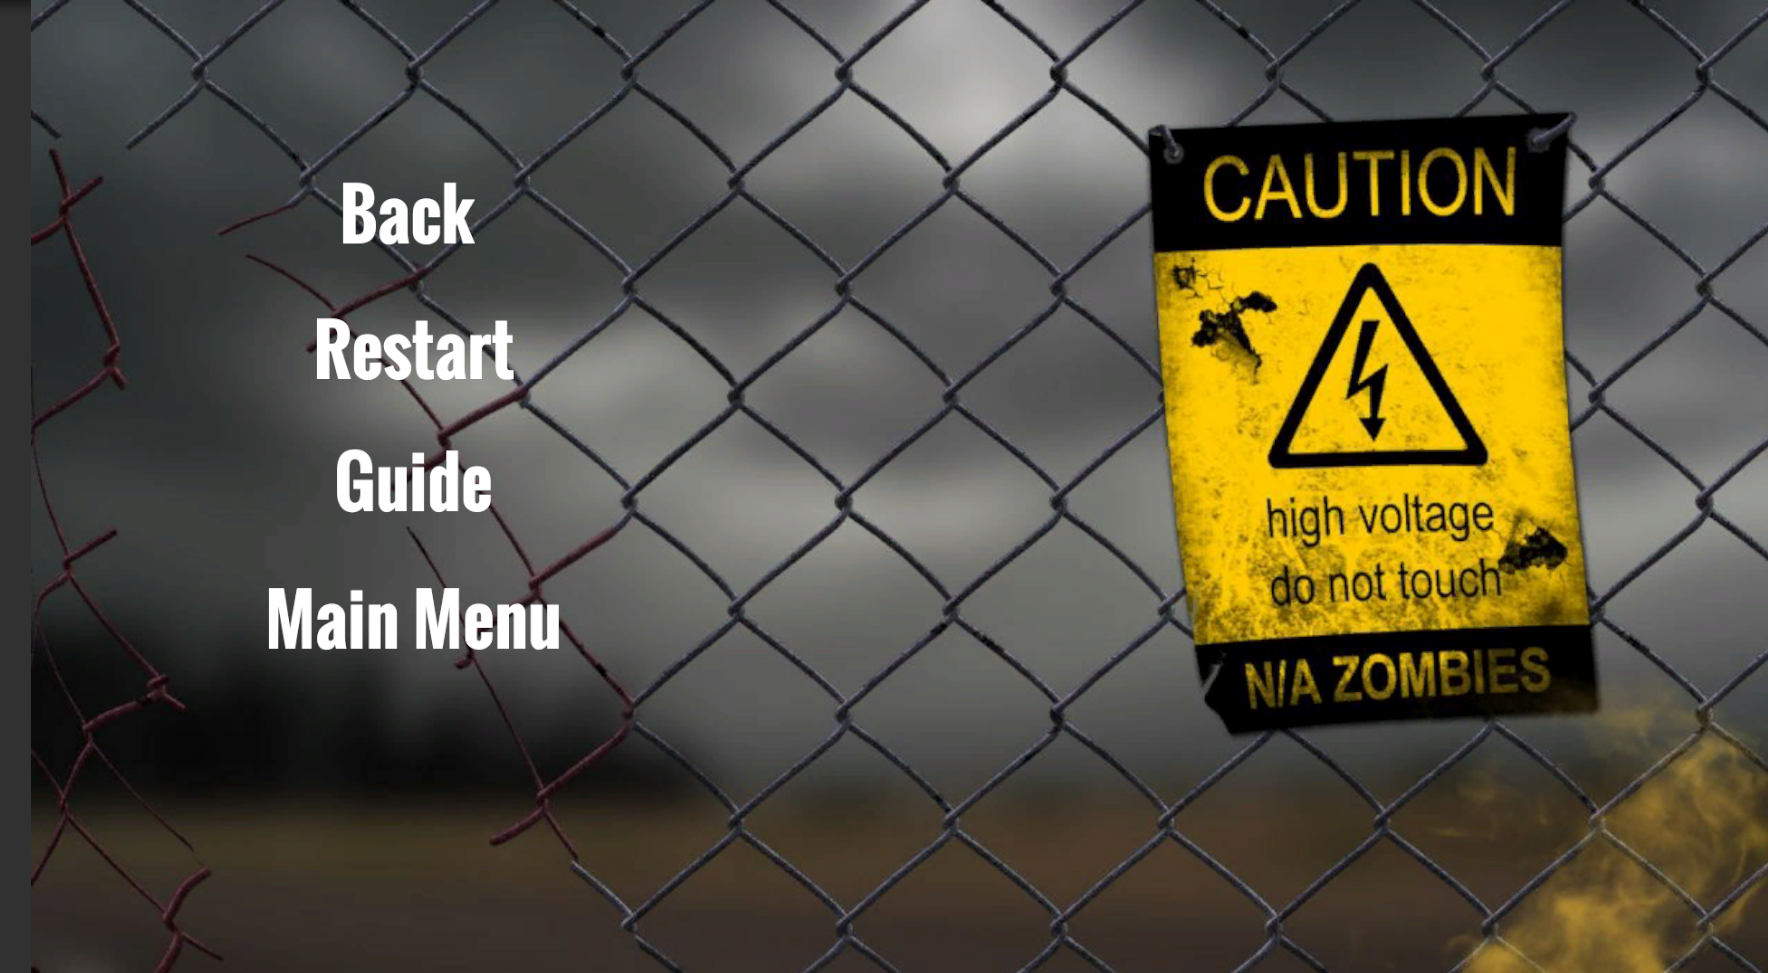 Back
Restart
Guide
Main Menu
CAUTION
high voltage
do not touch
N/A ZOMBIES